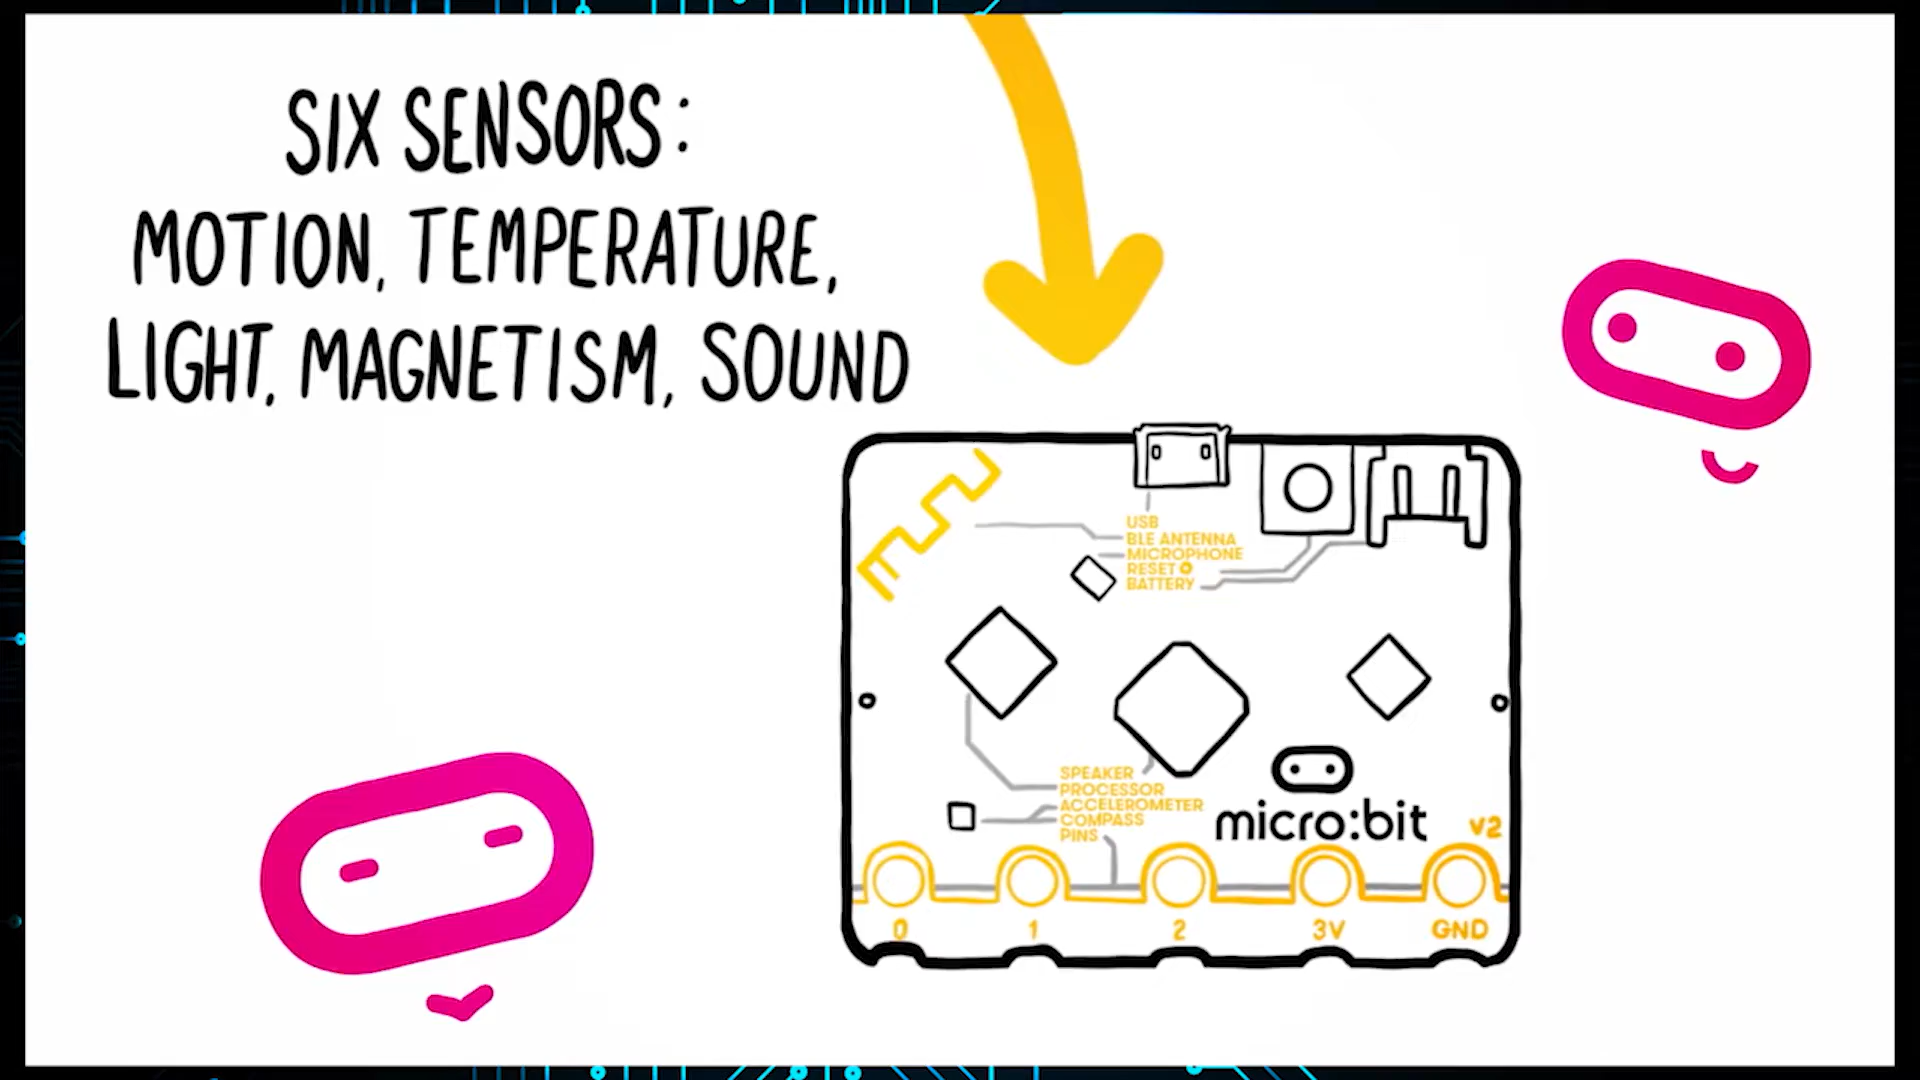 SIX SENSORS:
MOTION, TEMPERATURE,
LIGHT, MAGNETISM, SOUND
USB
BLE ANTENNA
MICROPHONE
RESET
BATTERY
SPEAKER
PROCESSOR
ACCELEROMETER
COMPASS
PINS
micro:bit
V2
0 1 2 3V GND